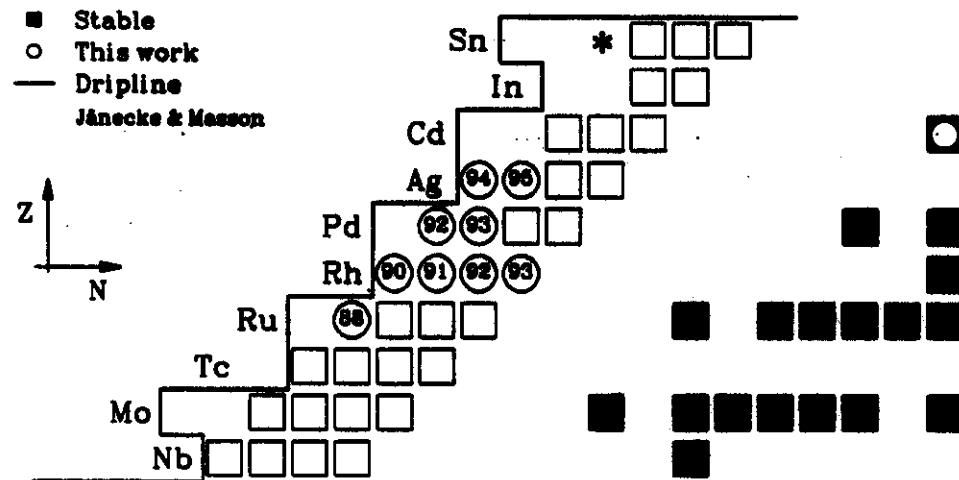 Stable
This work
Dripline
Jänecke & Masson
Sn *
In
Cd
Ag 94 95
Z
Pd 92 93
N
Rh 90 91 92 93
Ru 88
Tc
Mo
Nb